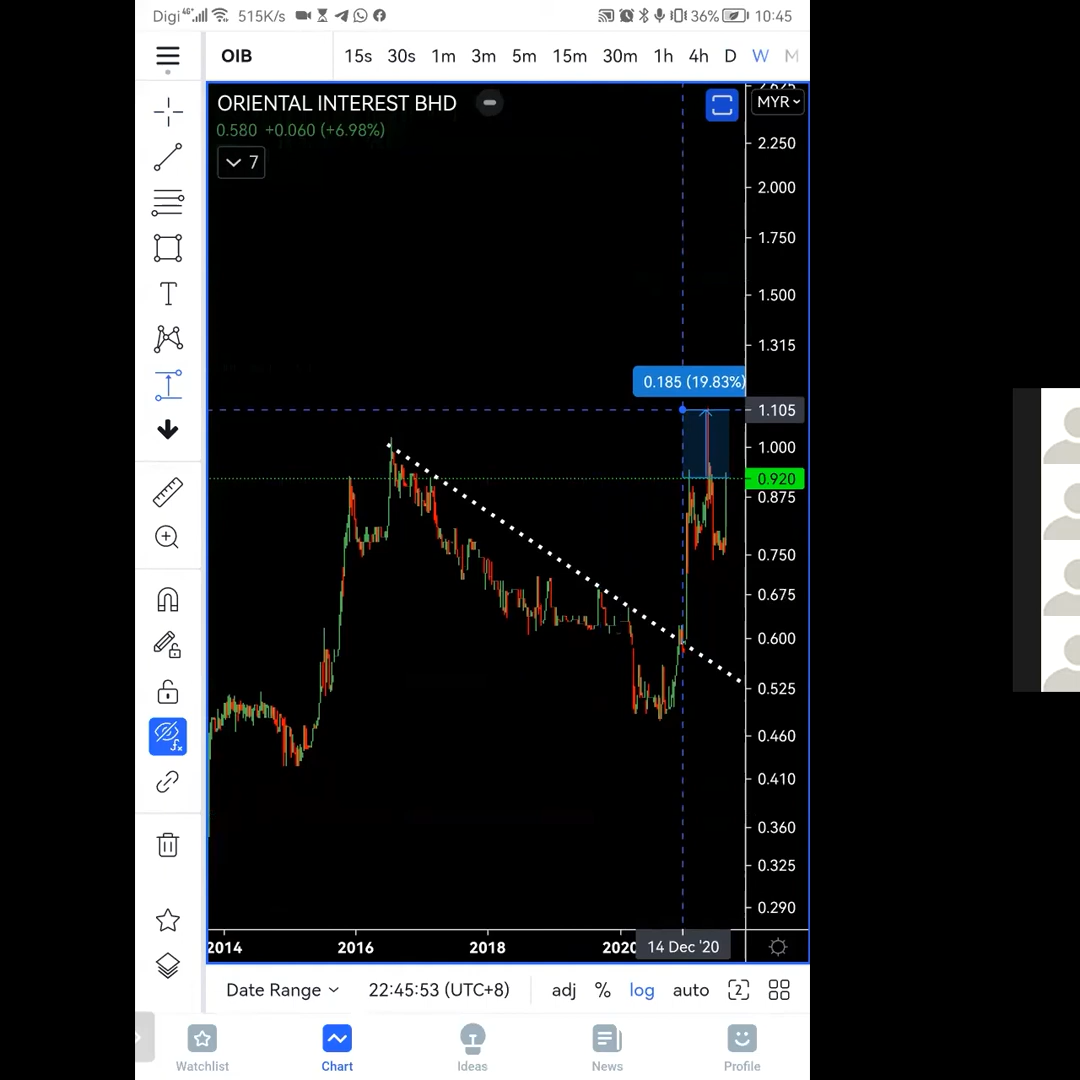 Digi 4G 515K/s 36% 10:45
OIB 15s 30s 1m 3m 5m 15m 30m 1h 4h D W M
ORIENTAL INTEREST BHD MYR
0.580 +0.060 (+6.98%)
7
2.250
2.000
1.750
1.500
1.315
0.185 (19.83%)
1.105
1.000
0.920
0.875
0.750
0.675
0.600
0.525
0.460
0.410
0.360
0.325
0.290
2014 2016 2018 2020 14 Dec '20
Date Range 22:45:53 (UTC+8) adj % log auto 2
Watchlist Chart Ideas News Profile